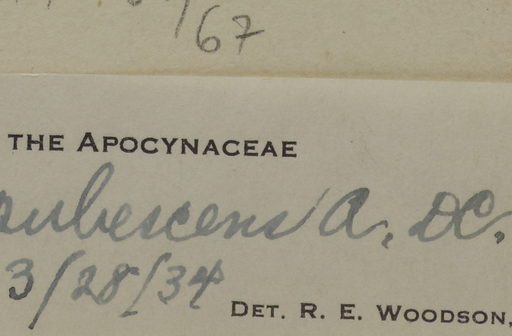 /67
THE APOCYNACEAE
pubescens A. DC.
3/28/34
DET. R. E. WOODSON,